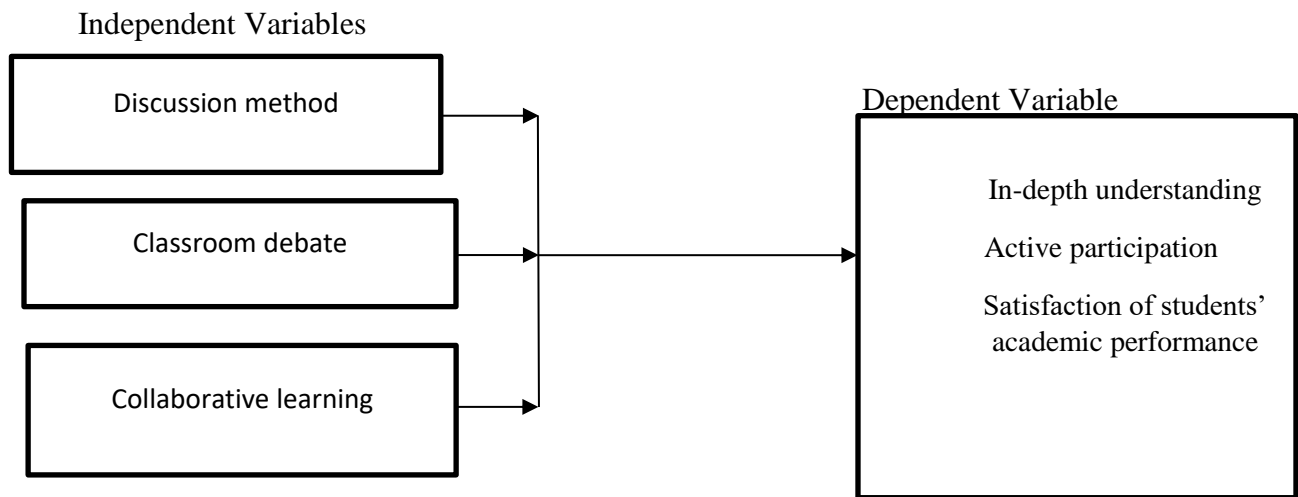 Independent Variables
Discussion method
Classroom debate
Collaborative learning
Dependent Variable
In-depth understanding
Active participation
Satisfaction of students’
academic performance